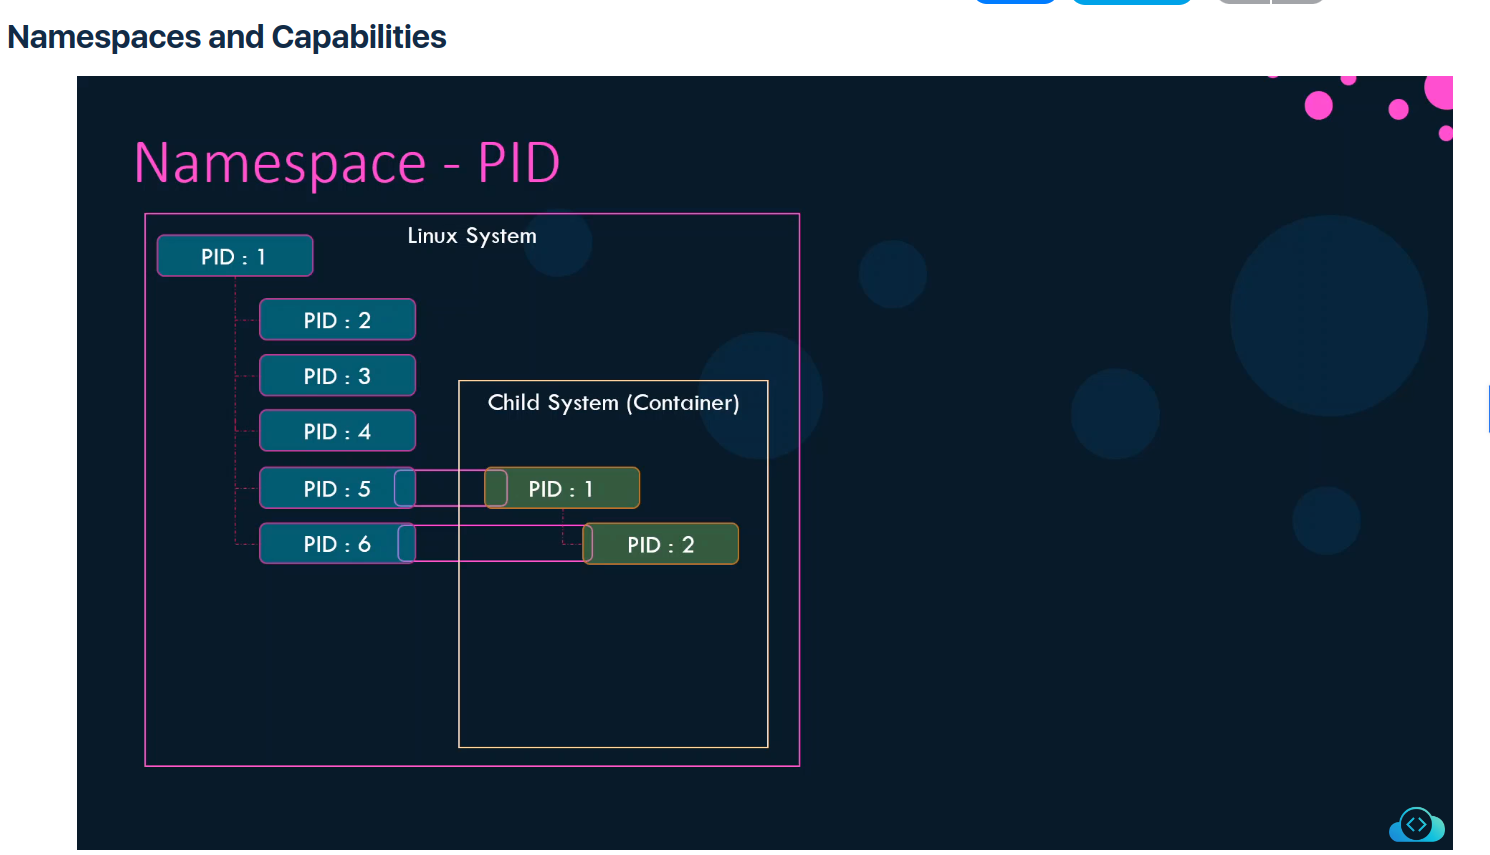 Namespaces and Capabilities
Namespace - PID
Linux System
PID : 1
PID : 2
PID : 3
Child System (Container)
PID : 4
PID : 5
PID : 1
PID : 6
PID : 2